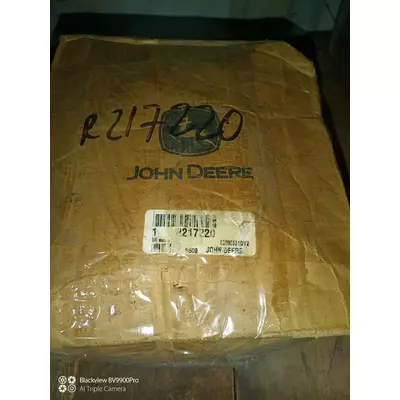 R217220
JOHN DEERE
1 R217220
JOHN DEERE
Blackview BV9900Pro
AI Triple Camera